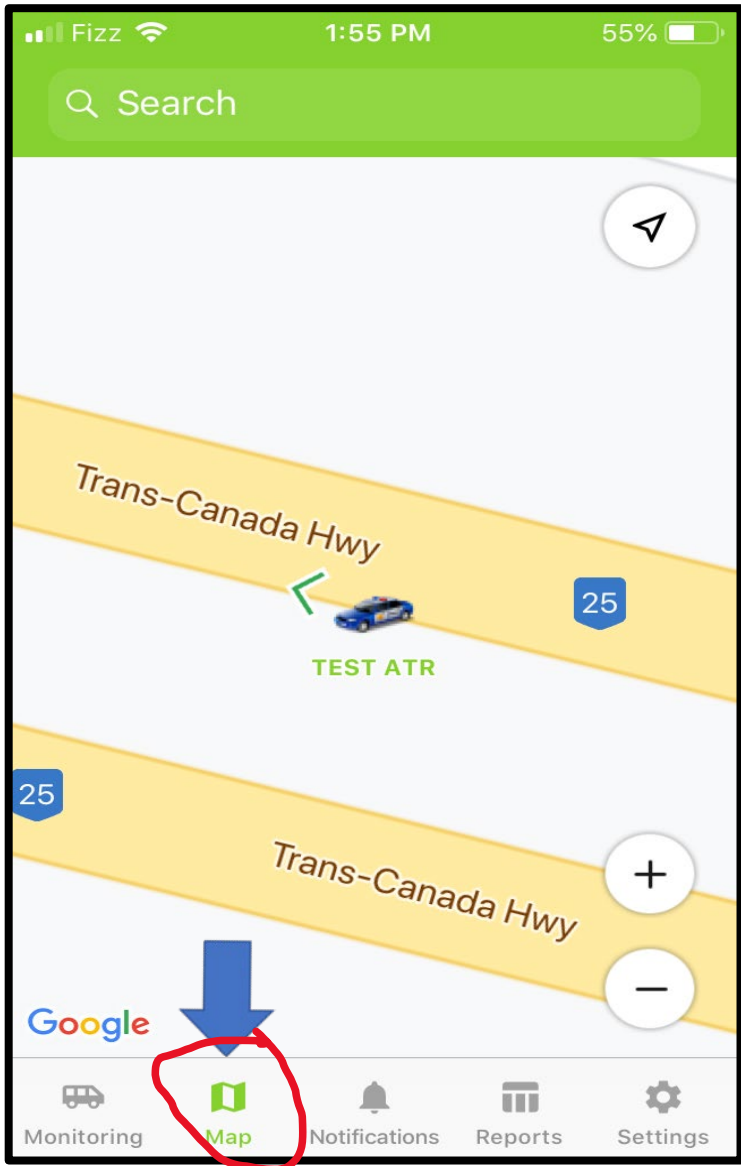 Fizz 1:55 PM 55%
Search
Trans-Canada Hwy
25
TEST ATR
25
Trans-Canada Hwy
Google
Monitoring Map Notifications Reports Settings